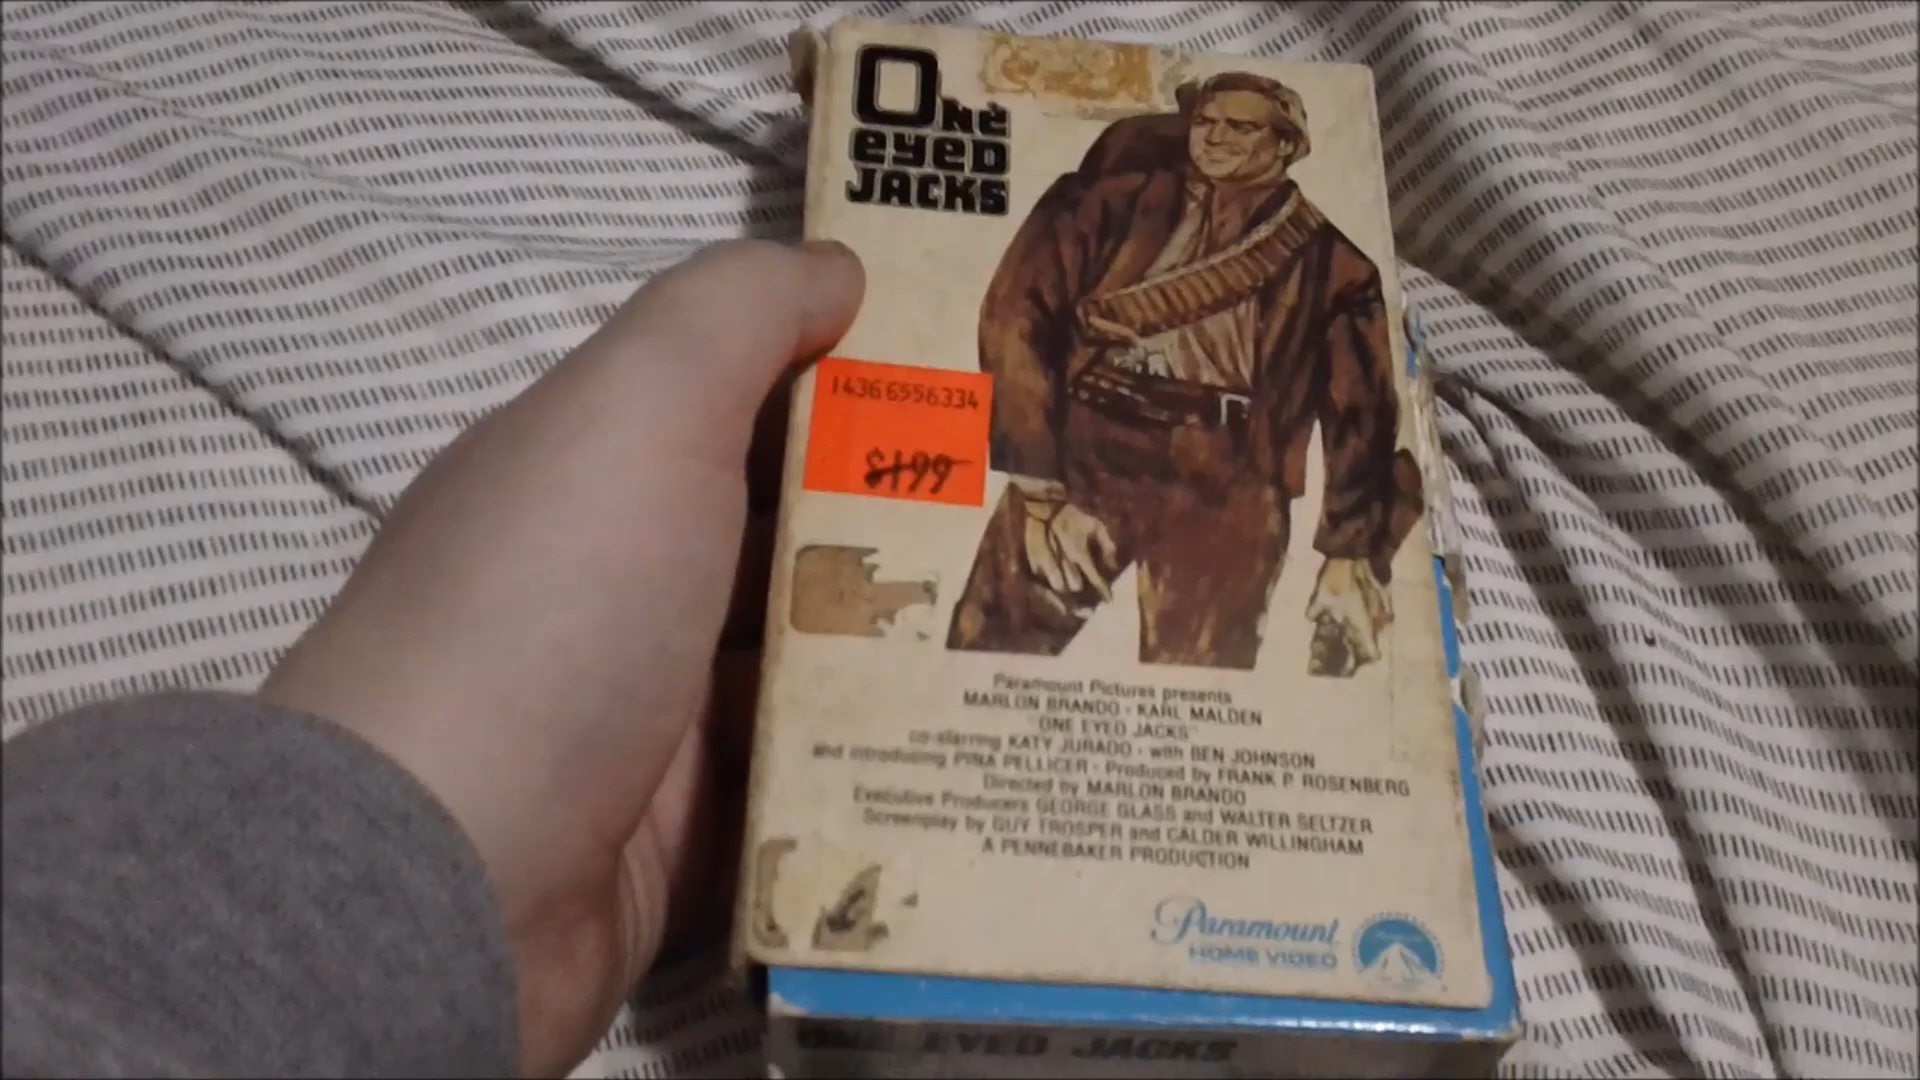 One
eyed
JACKS
14366556334
$199
Paramount Pictures presents
MARLON BRANDO · KARL MALDEN
"ONE EYED JACKS"
co-starring KATY JURADO · with BEN JOHNSON
and introducing PINA PELLICER · Produced by FRANK P. ROSENBERG
Directed by MARLON BRANDO
Executive Producers GEORGE GLASS and WALTER SELTZER
Screenplay by GUY TROSPER and CALDER WILLINGHAM
A PENNEBAKER PRODUCTION
Paramount
HOME VIDEO
Paramount
ONE EYED JACKS